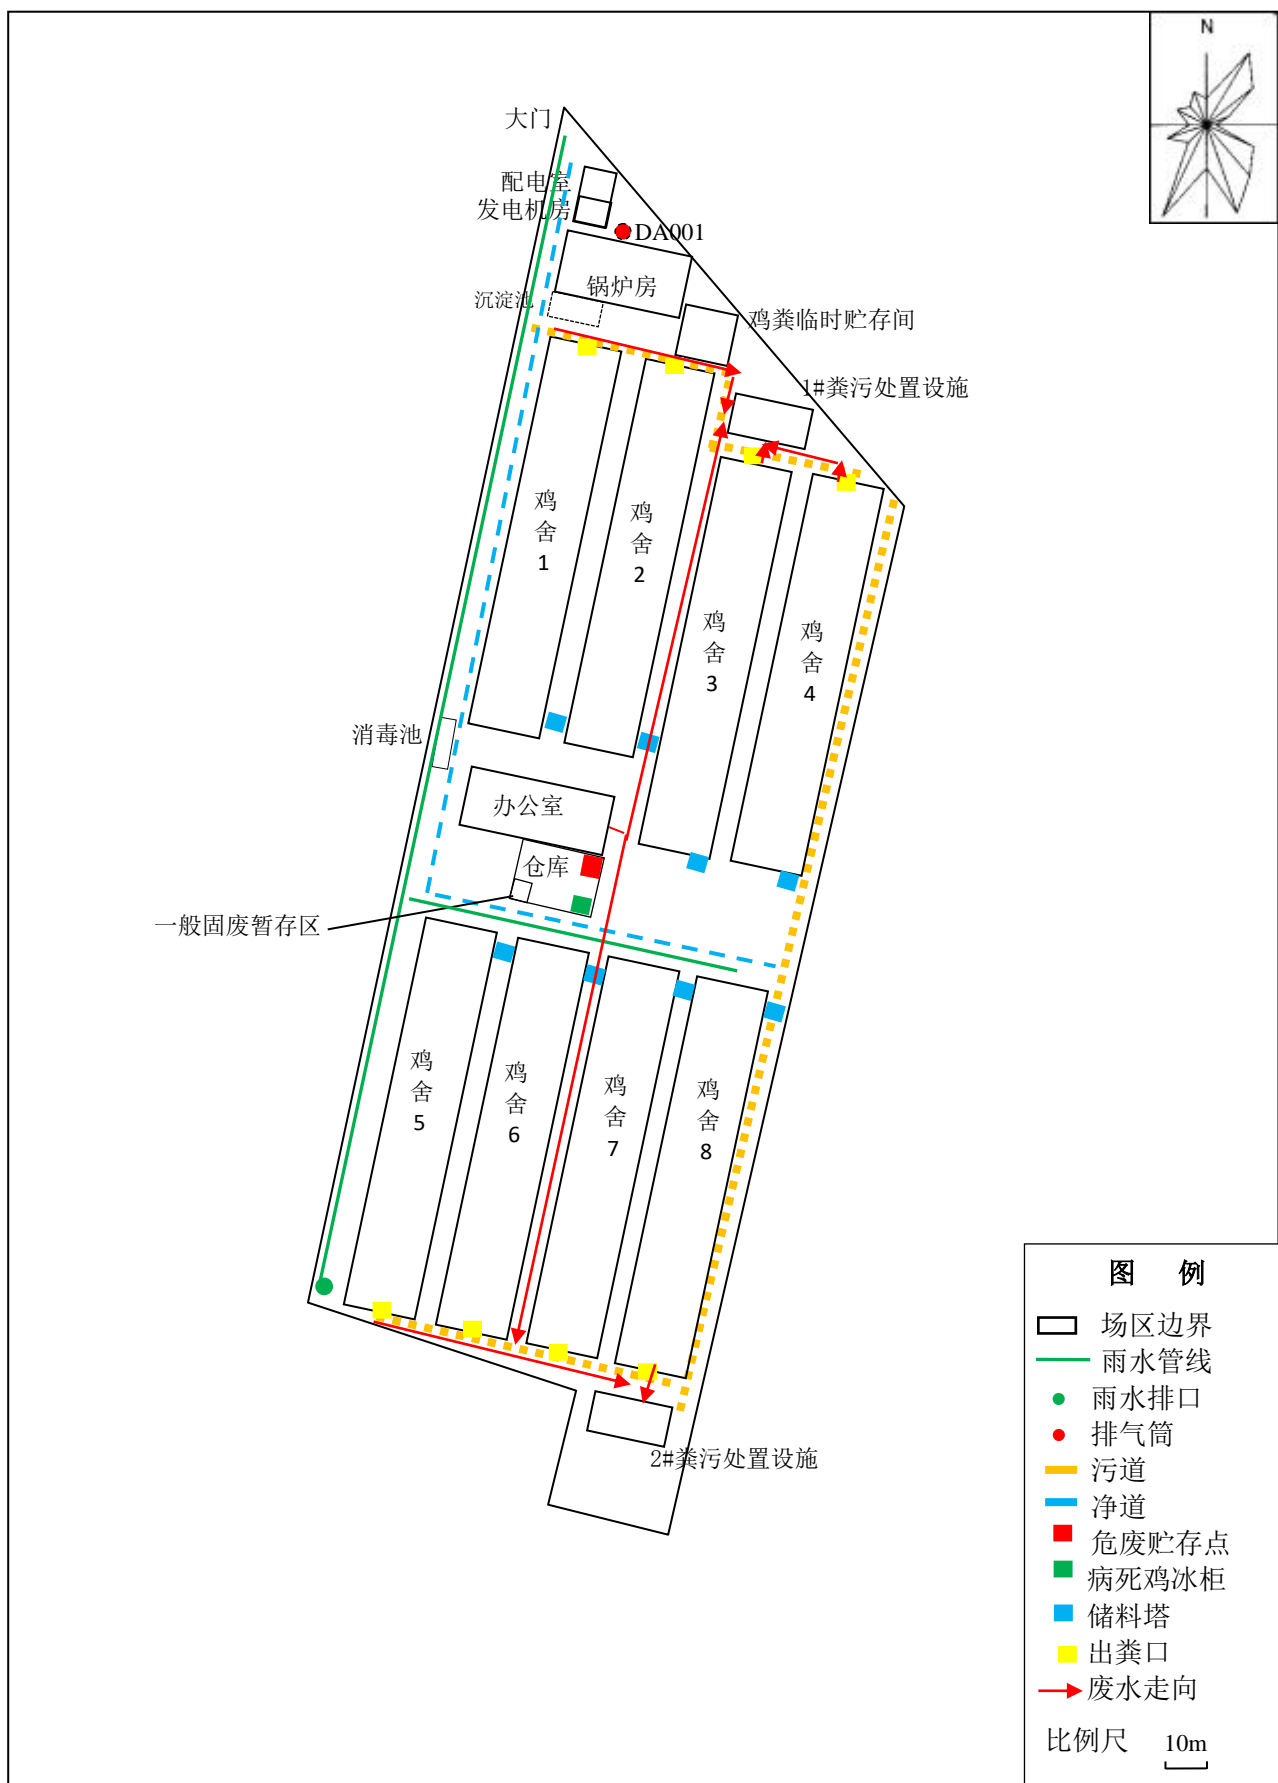 N
大门
配电室
发电机房
DA001
锅炉房
沉淀池
鸡粪临时贮存间
1#粪污处置设施
鸡舍1
鸡舍2
鸡舍3
鸡舍4
消毒池
办公室
仓库
一般固废暂存区
鸡舍5
鸡舍6
鸡舍7
鸡舍8
2#粪污处置设施
图 例
场区边界
雨水管线
雨水排口
排气筒
污道
净道
危废贮存点
病死鸡冰柜
储料塔
出粪口
废水走向
比例尺 10m